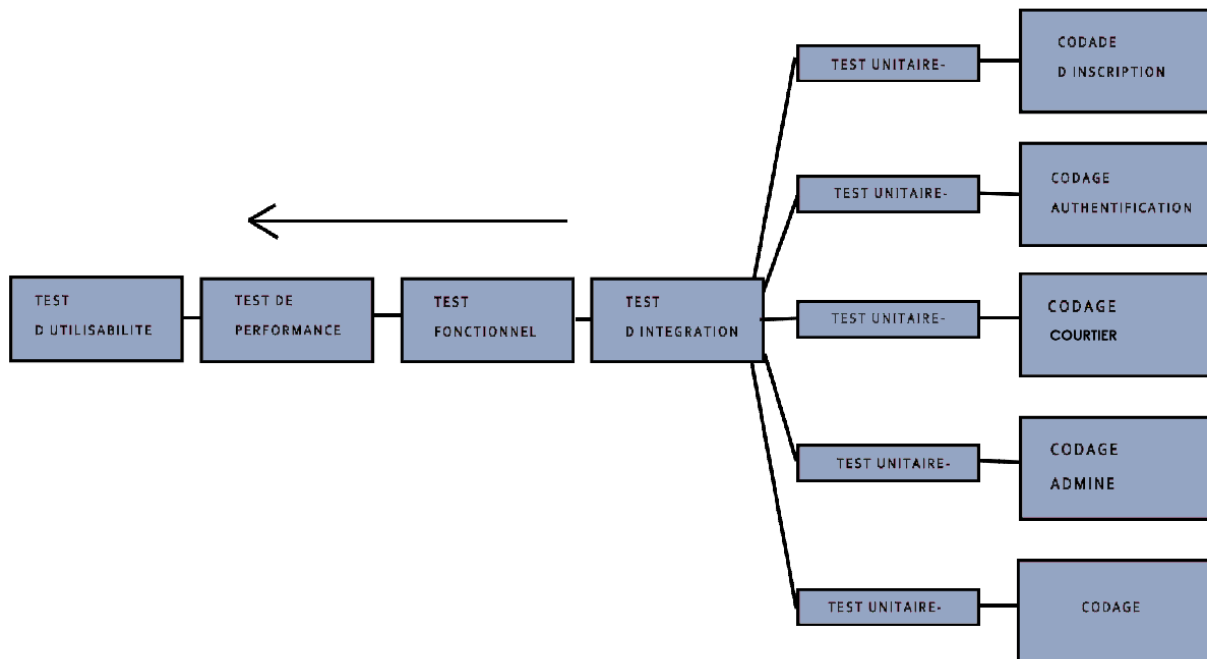 TEST UNITAIRE-
CODADE
D INSCRIPTION
TEST UNITAIRE-
CODAGE
AUTHENTIFICATION
TEST
D UTILISABILITE
TEST DE
PERFORMANCE
TEST
FONCTIONNEL
TEST
D INTEGRATION
TEST UNITAIRE-
CODAGE
COURTIER
TEST UNITAIRE-
CODAGE
ADMINE
TEST UNITAIRE-
CODAGE